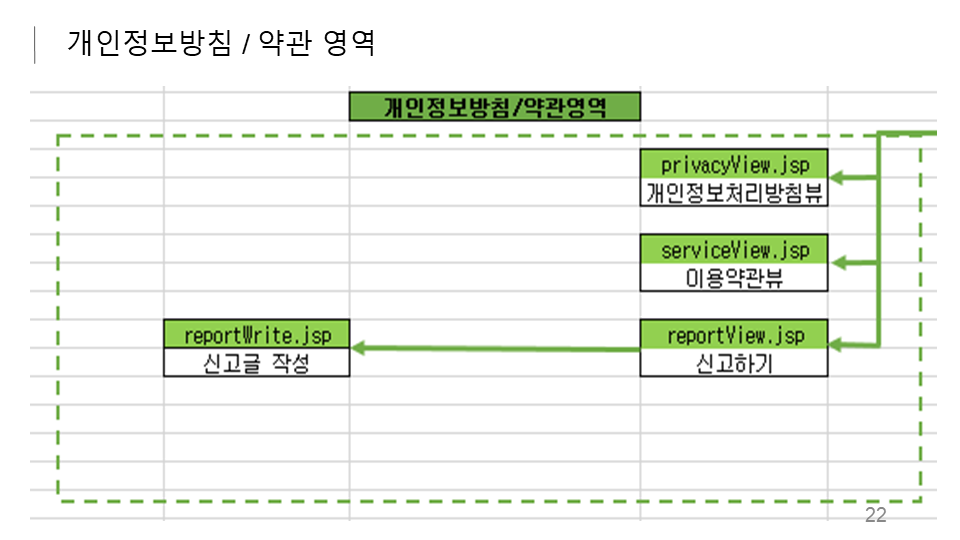 개인정보방침 / 약관 영역
개인정보방침/약관영역
privacyView.jsp
개인정보처리방침뷰
serviceView.jsp
이용약관뷰
reportWrite.jsp
신고글 작성
reportView.jsp
신고하기
22